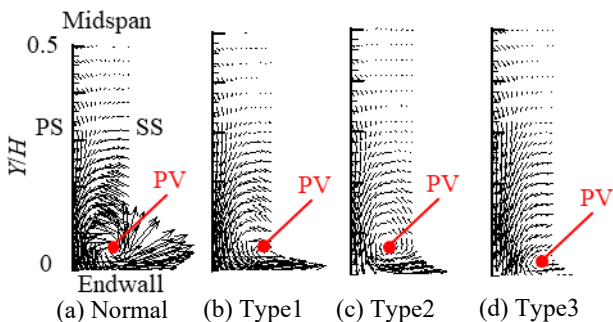 Midspan
0.5
PS
SS
Y/H
PV
PV
PV
PV
0
Endwall
(a) Normal
(b) Type1
(c) Type2
(d) Type3